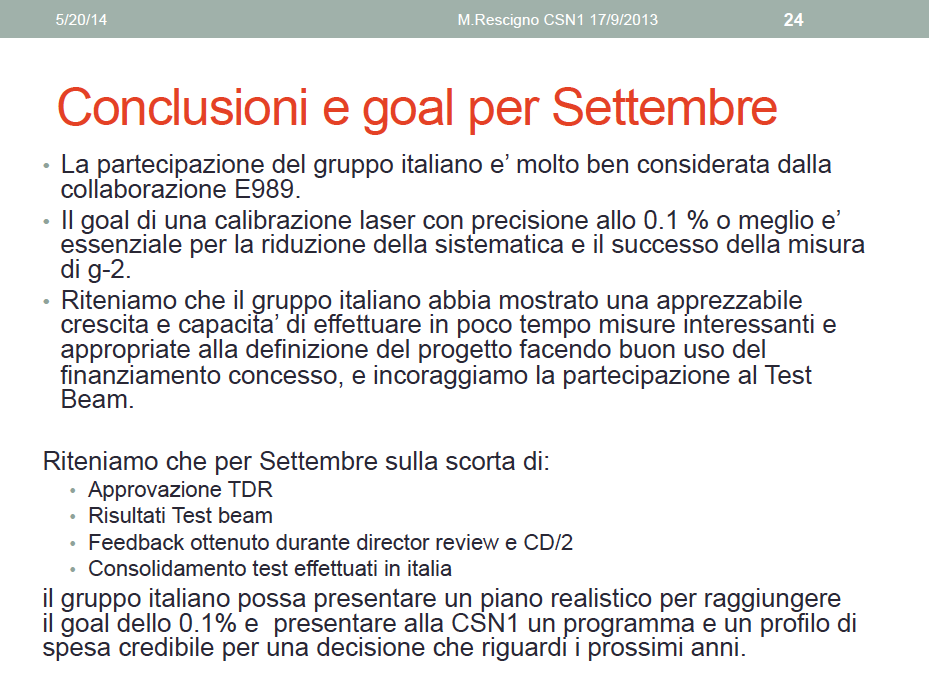 5/20/14 M.Rescigno CSN1 17/9/2013 24
Conclusioni e goal per Settembre
• La partecipazione del gruppo italiano e’ molto ben considerata dalla
collaborazione E989.
• Il goal di una calibrazione laser con precisione allo 0.1 % o meglio e’
essenziale per la riduzione della sistematica e il successo della misura
di g-2.
• Riteniamo che il gruppo italiano abbia mostrato una apprezzabile
crescita e capacita’ di effettuare in poco tempo misure interessanti e
appropriate alla definizione del progetto facendo buon uso del
finanziamento concesso, e incoraggiamo la partecipazione al Test
Beam.
Riteniamo che per Settembre sulla scorta di:
• Approvazione TDR
• Risultati Test beam
• Feedback ottenuto durante director review e CD/2
• Consolidamento test effettuati in italia
il gruppo italiano possa presentare un piano realistico per raggiungere
il goal dello 0.1% e presentare alla CSN1 un programma e un profilo di
spesa credibile per una decisione che riguardi i prossimi anni.